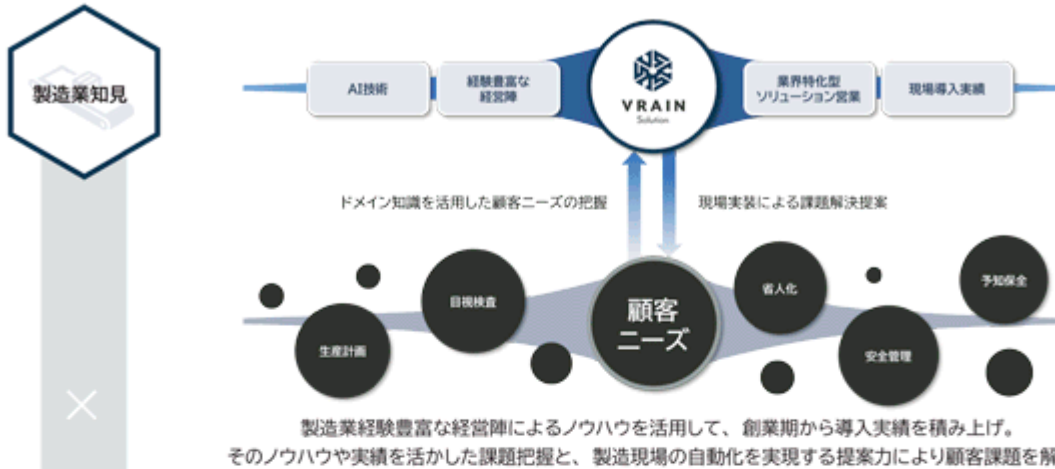 製造業知見
AI技術
経験豊富な
経営陣
VRAIN
Solution
業界特化型
ソリューション営業
現場導入実績
ドメイン知識を活用した顧客ニーズの把握
現場実装による課題解決提案
生産計画
目視検査
顧客
ニーズ
省人化
安全管理
予知保全
製造業経験豊富な経営陣によるノウハウを活用して、創業期から導入実績を積み上げ。
そのノウハウや実績を活かした課題把握と、製造現場の自動化を実現する提案力により顧客課題を解